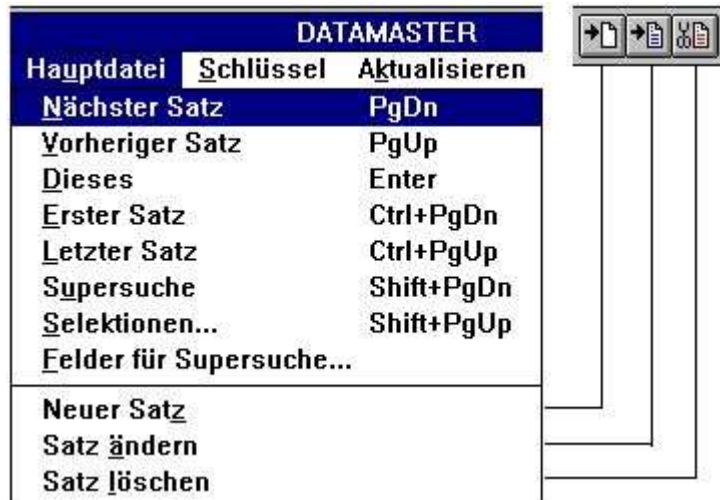 DATAMASTER
Hauptdatei Schlüssel Aktualisieren
Nächster Satz PgDn
Vorheriger Satz PgUp
Dieses Enter
Erster Satz Ctrl+PgDn
Letzter Satz Ctrl+PgUp
Supersuche Shift+PgDn
Selektionen... Shift+PgUp
Felder für Supersuche...
Neuer Satz
Satz ändern
Satz löschen